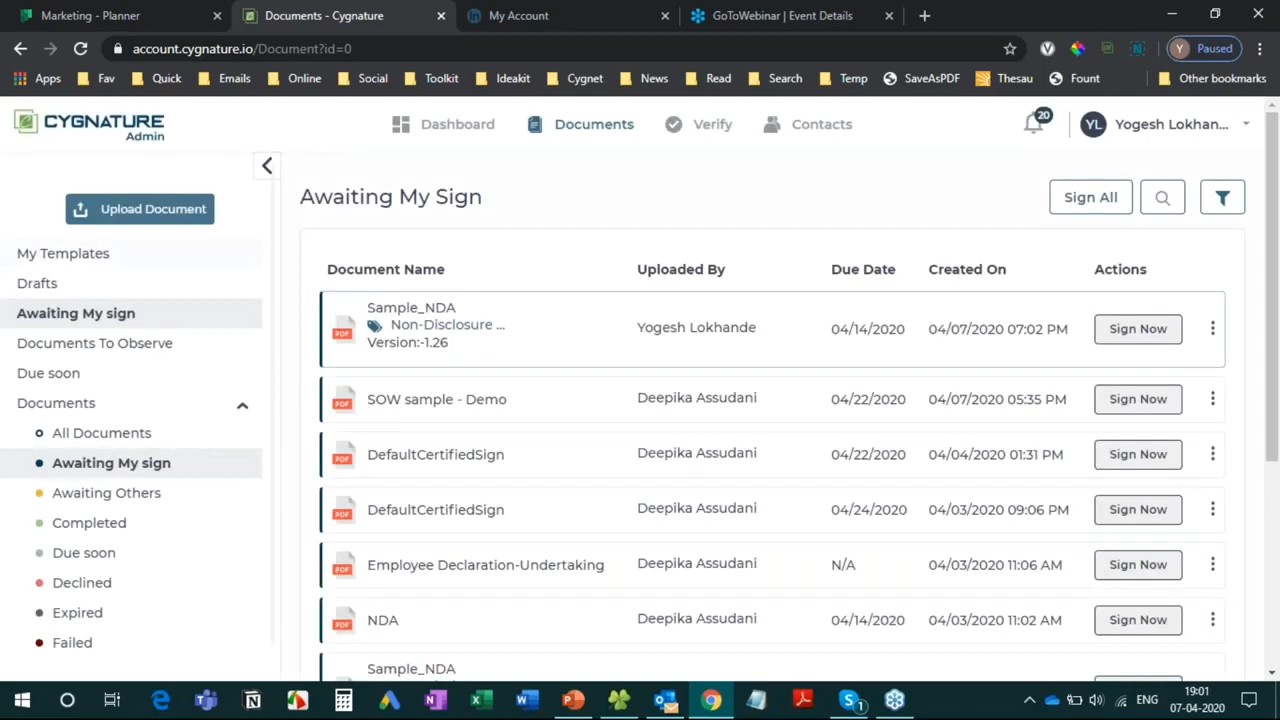 Marketing - Planner
Documents - Cygnature
My Account
GoToWebinar | Event Details
account.cygnature.io/Document?id=0
Y Paused
Apps Fav Quick Emails Online Social Toolkit Ideakit Cygnet News Read Search Temp SaveAsPDF Thesau Fount Other bookmarks
CYGNATURE
Admin
Dashboard Documents Verify Contacts
20
YL Yogesh Lokhan...
Upload Document
My Templates
Drafts
Awaiting My sign
Documents To Observe
Due soon
Documents
All Documents
Awaiting My sign
Awaiting Others
Completed
Due soon
Declined
Expired
Failed
Awaiting My Sign
Sign All
Document Name Uploaded By Due Date Created On Actions
Sample_NDA
PDF Non-Disclosure ... Yogesh Lokhande 04/14/2020 04/07/2020 07:02 PM Sign Now
Version:-1.26
PDF SOW sample - Demo Deepika Assudani 04/22/2020 04/07/2020 05:35 PM Sign Now
PDF DefaultCertifiedSign Deepika Assudani 04/22/2020 04/04/2020 01:31 PM Sign Now
PDF DefaultCertifiedSign Deepika Assudani 04/24/2020 04/03/2020 09:06 PM Sign Now
PDF Employee Declaration-Undertaking Deepika Assudani N/A 04/03/2020 11:06 AM Sign Now
PDF NDA Deepika Assudani 04/14/2020 04/03/2020 11:02 AM Sign Now
Sample_NDA
ENG
19:01
07-04-2020